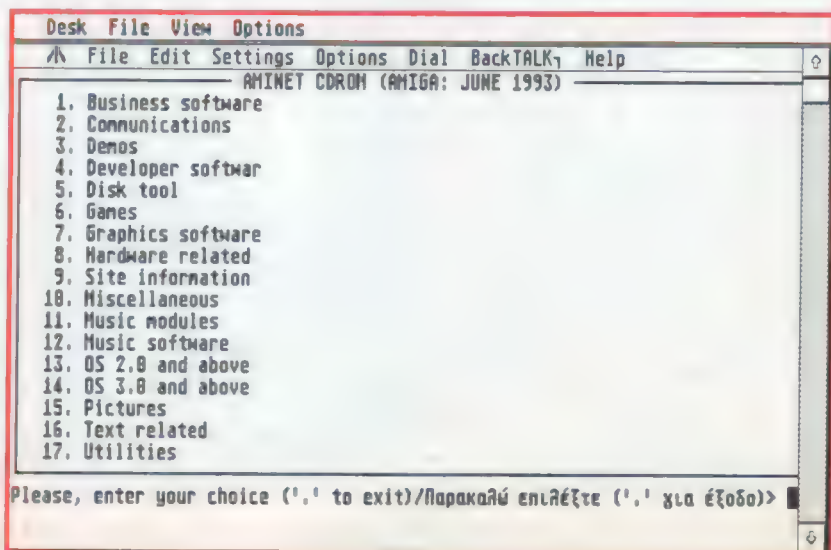 Desk File View Options
File Edit Settings Options Dial BackTALK┐ Help
AMINET CDROM (AMIGA: JUNE 1993)
1. Business software
2. Communications
3. Demos
4. Developer softwar
5. Disk tool
6. Games
7. Graphics software
8. Hardware related
9. Site information
10. Miscellaneous
11. Music modules
12. Music software
13. OS 2.0 and above
14. OS 3.0 and above
15. Pictures
16. Text related
17. Utilities
Please, enter your choice ('.' to exit)/Παρακαλώ επιλέξτε ('.' για έξοδο)>